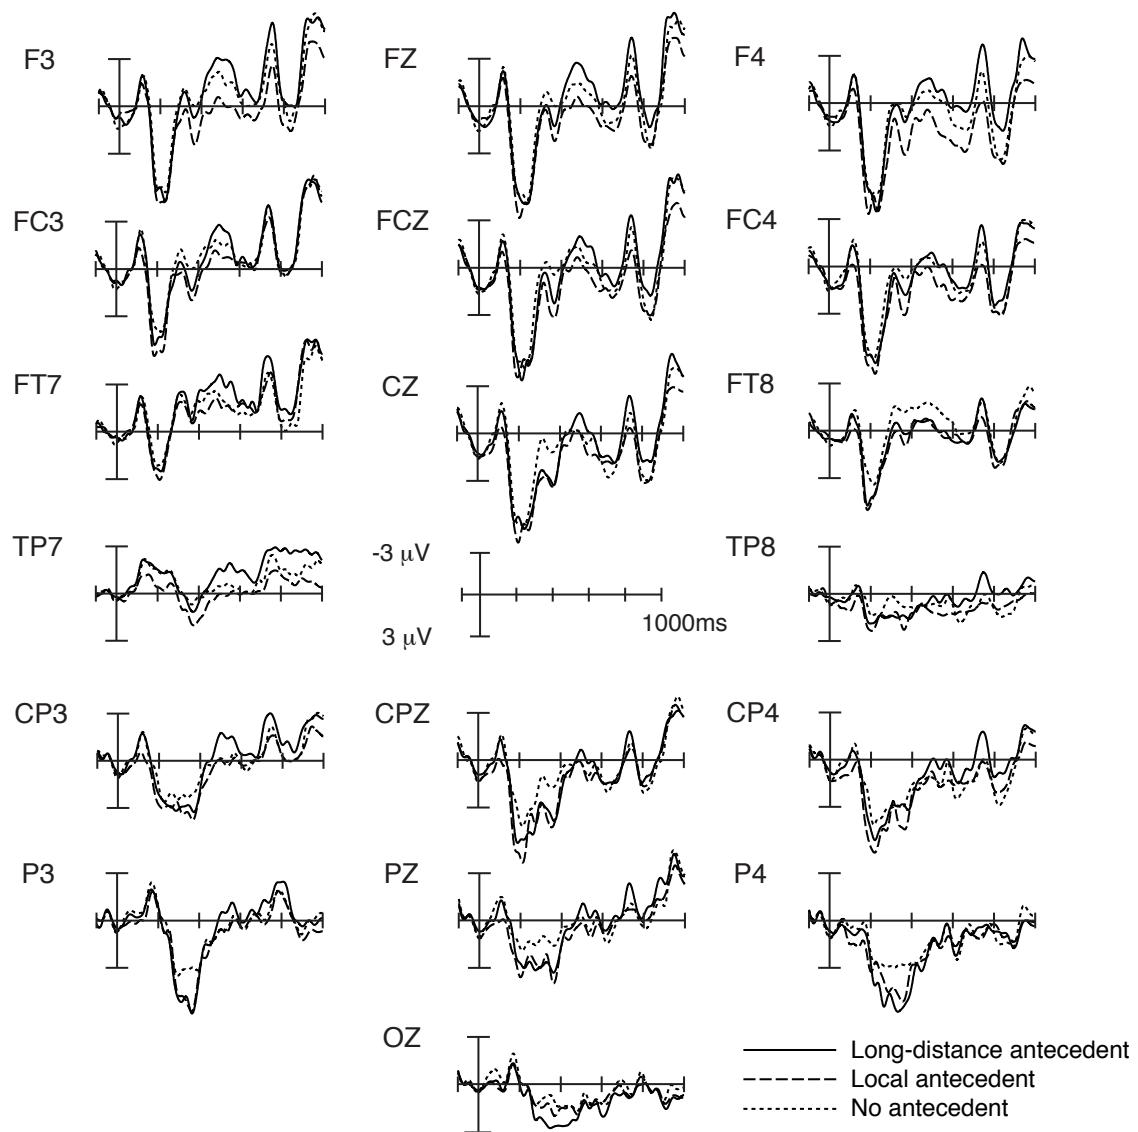 F3 FZ F4
FC3 FCZ FC4
FT7 CZ FT8
TP7 -3 μV TP8
3 μV 1000ms
CP3 CPZ CP4
P3 PZ P4
OZ
Long-distance antecedent
Local antecedent
No antecedent